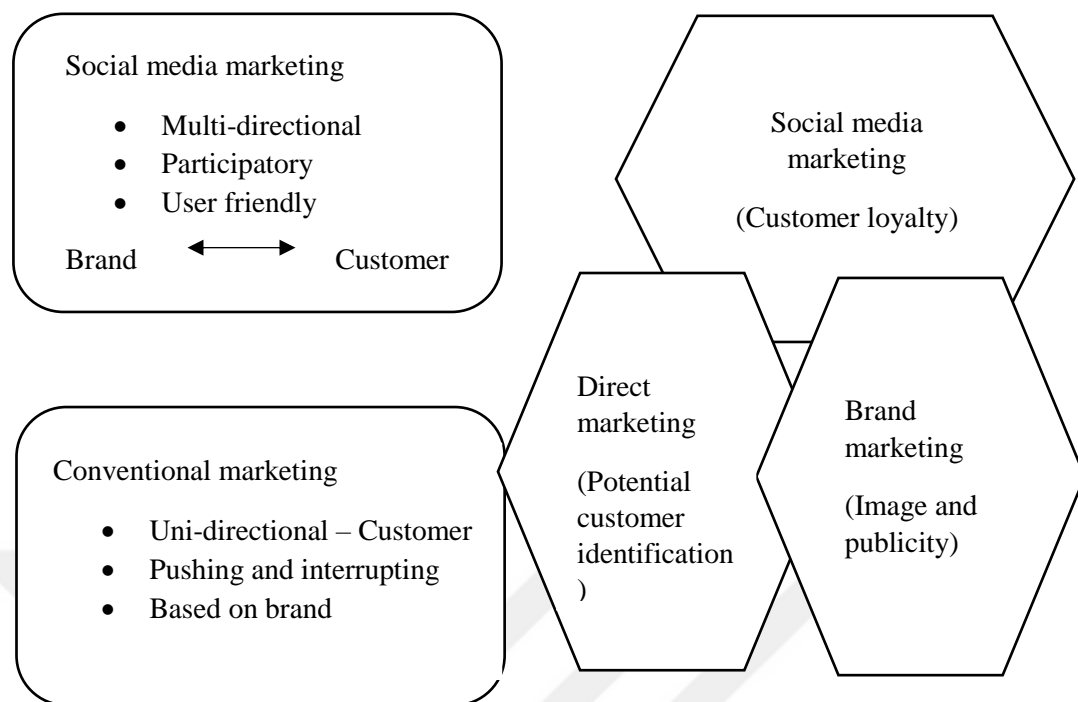 Social media marketing
• Multi-directional
• Participatory
• User friendly
Brand Customer
Conventional marketing
• Uni-directional – Customer
• Pushing and interrupting
• Based on brand
Social media
marketing
(Customer loyalty)
Direct
marketing
(Potential
customer
identification
)
Brand
marketing
(Image and
publicity)